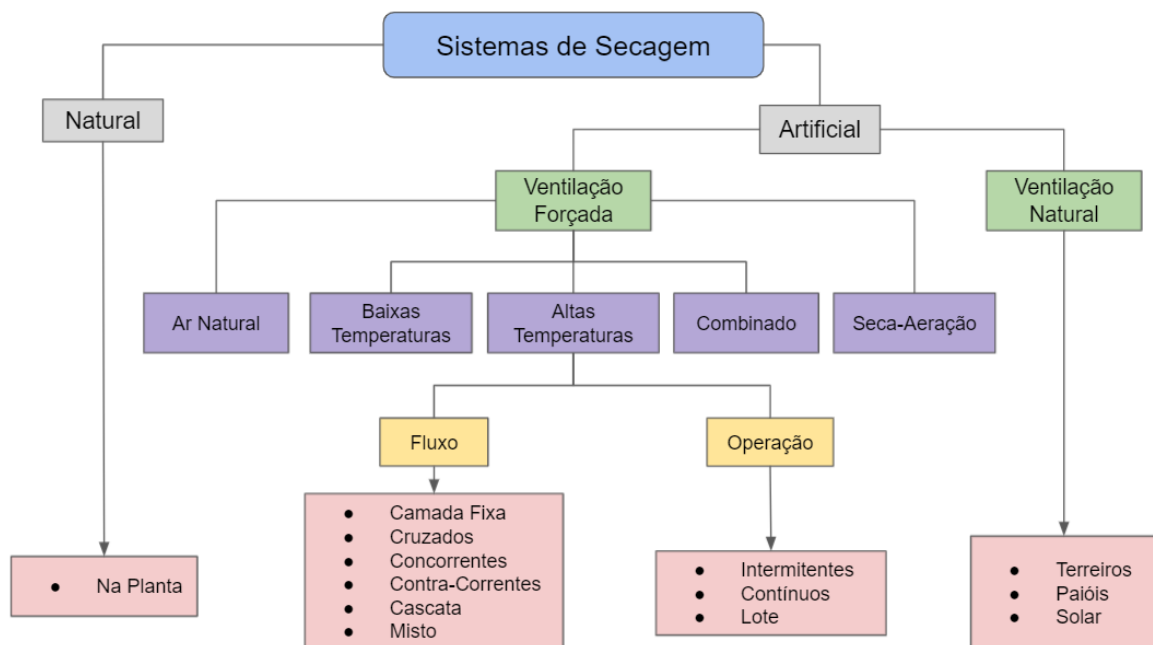 Sistemas de Secagem
Natural
Artificial
Ventilação
Forçada
Ventilação
Natural
Ar Natural
Baixas
Temperaturas
Altas
Temperaturas
Combinado
Seca-Aeração
Fluxo
Operação
● Camada Fixa
● Cruzados
● Concorrentes
● Contra-Correntes
● Cascata
● Misto
● Na Planta
● Intermitentes
● Contínuos
● Lote
● Terreiros
● Paióis
● Solar